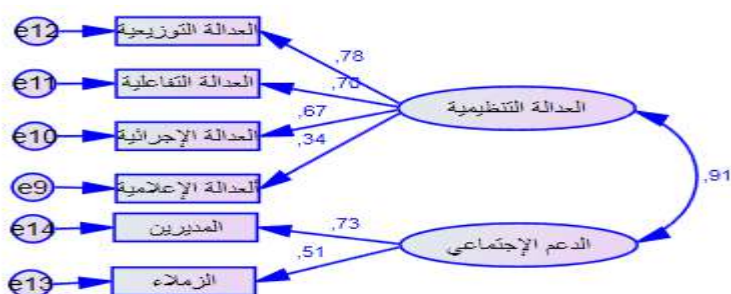 e12
العدالة التوزيعية
,78
e11
العدالة التفاعلية
e10
العدالة الإجرائية
,67
العدالة التنظيمية
,34
e9
العدالة الإعلامية
,91
e14
المديرين
,73
الدعم الإجتماعي
,51
e13
الزملاء